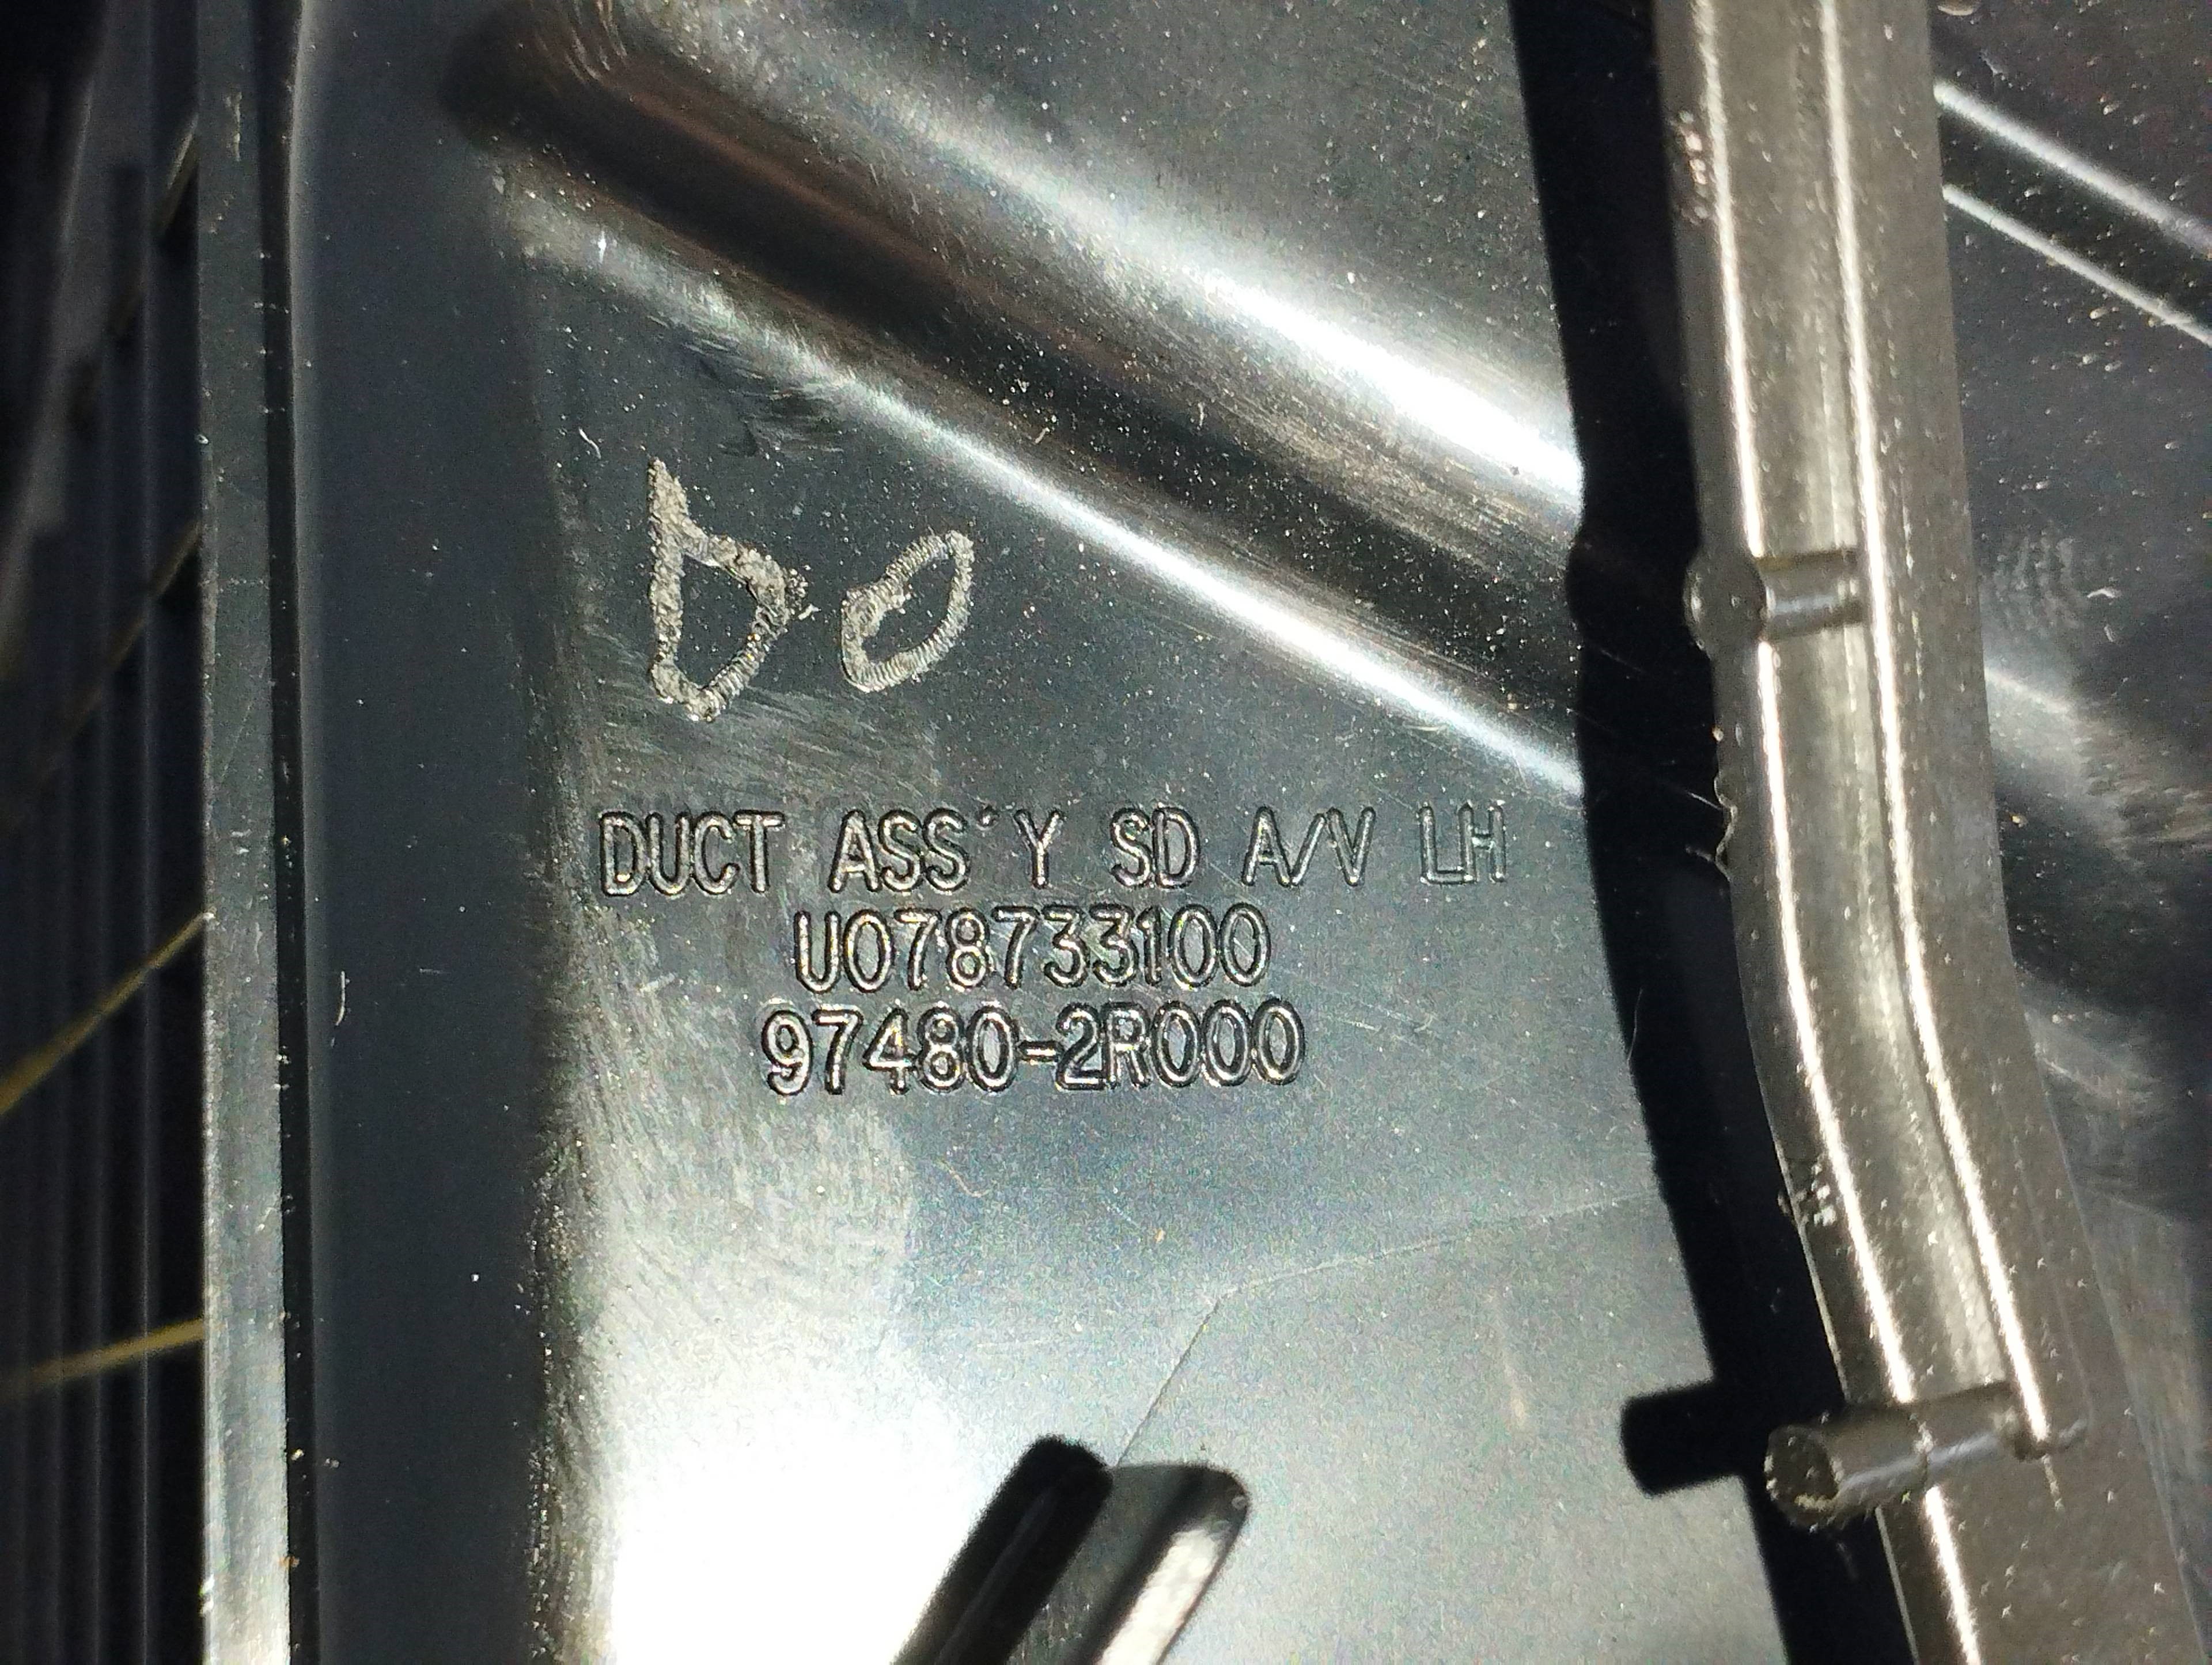 DUCT ASS'Y SD A/V LH
U078733100
97480-2R000